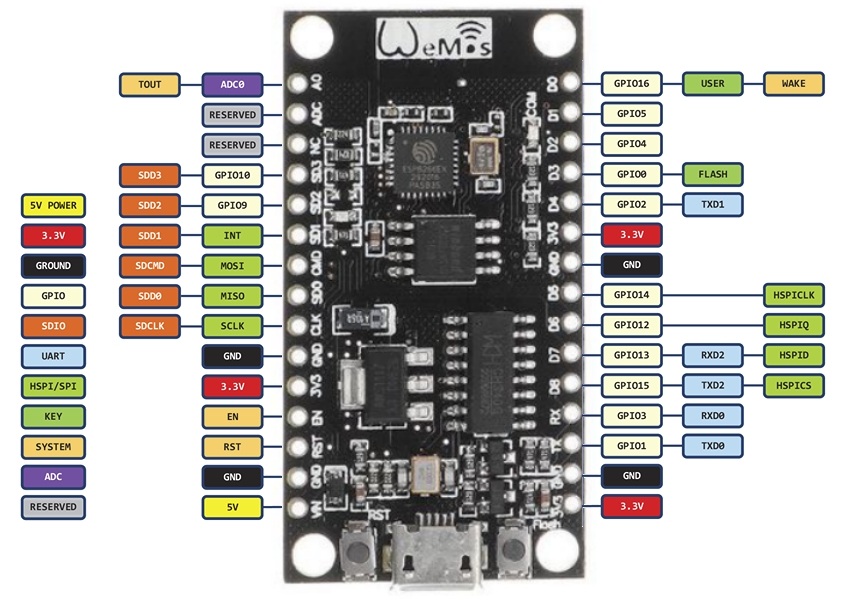 WeMos
TOUT
ADC0
A0
D0
GPIO16
USER
WAKE
RESERVED
ADC
COM
D1
GPIO5
RESERVED
NC
D2
GPIO4
SDD3
GPIO10
SD3
D3
GPIO0
FLASH
5V POWER
SDD2
GPIO9
SD2
D4
GPIO2
TXD1
3.3V
SDD1
INT
SD1
3V3
3.3V
GROUND
SDCMD
MOSI
CMD
GND
GND
GPIO
SDD0
MISO
SDO
D5
GPIO14
HSPICLK
SDIO
SDCLK
SCLK
CLK
D6
GPIO12
HSPIQ
UART
GND
GND
D7
GPIO13
RXD2
HSPID
HSPI/SPI
3.3V
3V3
D8
GPIO15
TXD2
HSPICS
KEY
EN
EN
RX
GPIO3
RXD0
SYSTEM
RST
RST
TX
GPIO1
TXD0
ADC
GND
GND
GND
GND
RESERVED
5V
VIN
3V3
3.3V
RST
Flash
ESP8266EX